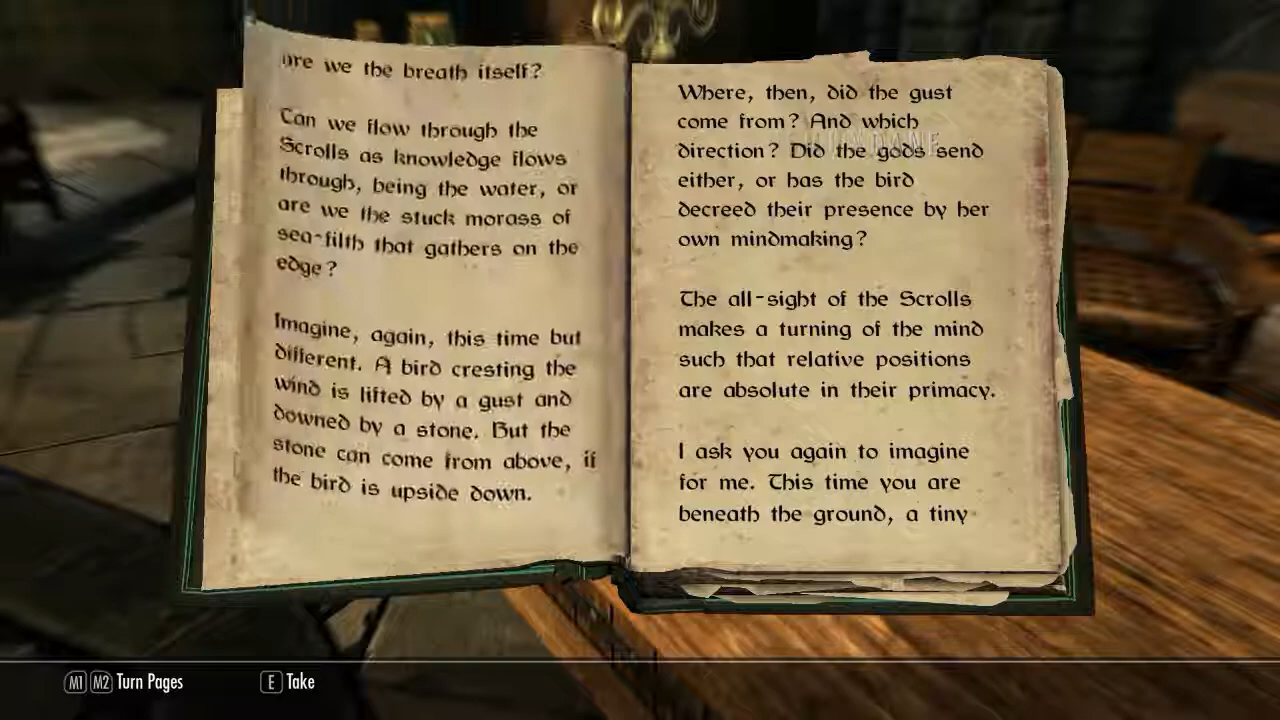 are we the breath itself?
Can we flow through the
Scrolls as knowledge flows
through, being the water, or
are we the stuck morass of
sea-filth that gathers on the
edge?
Imagine, again, this time but
different. A bird cresting the
wind is lifted by a gust and
downed by a stone. But the
stone can come from above, if
the bird is upside down.
Where, then, did the gust
come from? And which
direction? Did the gods send
either, or has the bird
decreed their presence by her
own mindmaking?
The all-sight of the Scrolls
makes a turning of the mind
such that relative positions
are absolute in their primacy.
I ask you again to imagine
for me. This time you are
beneath the ground, a tiny
M1 M2 Turn Pages
E Take